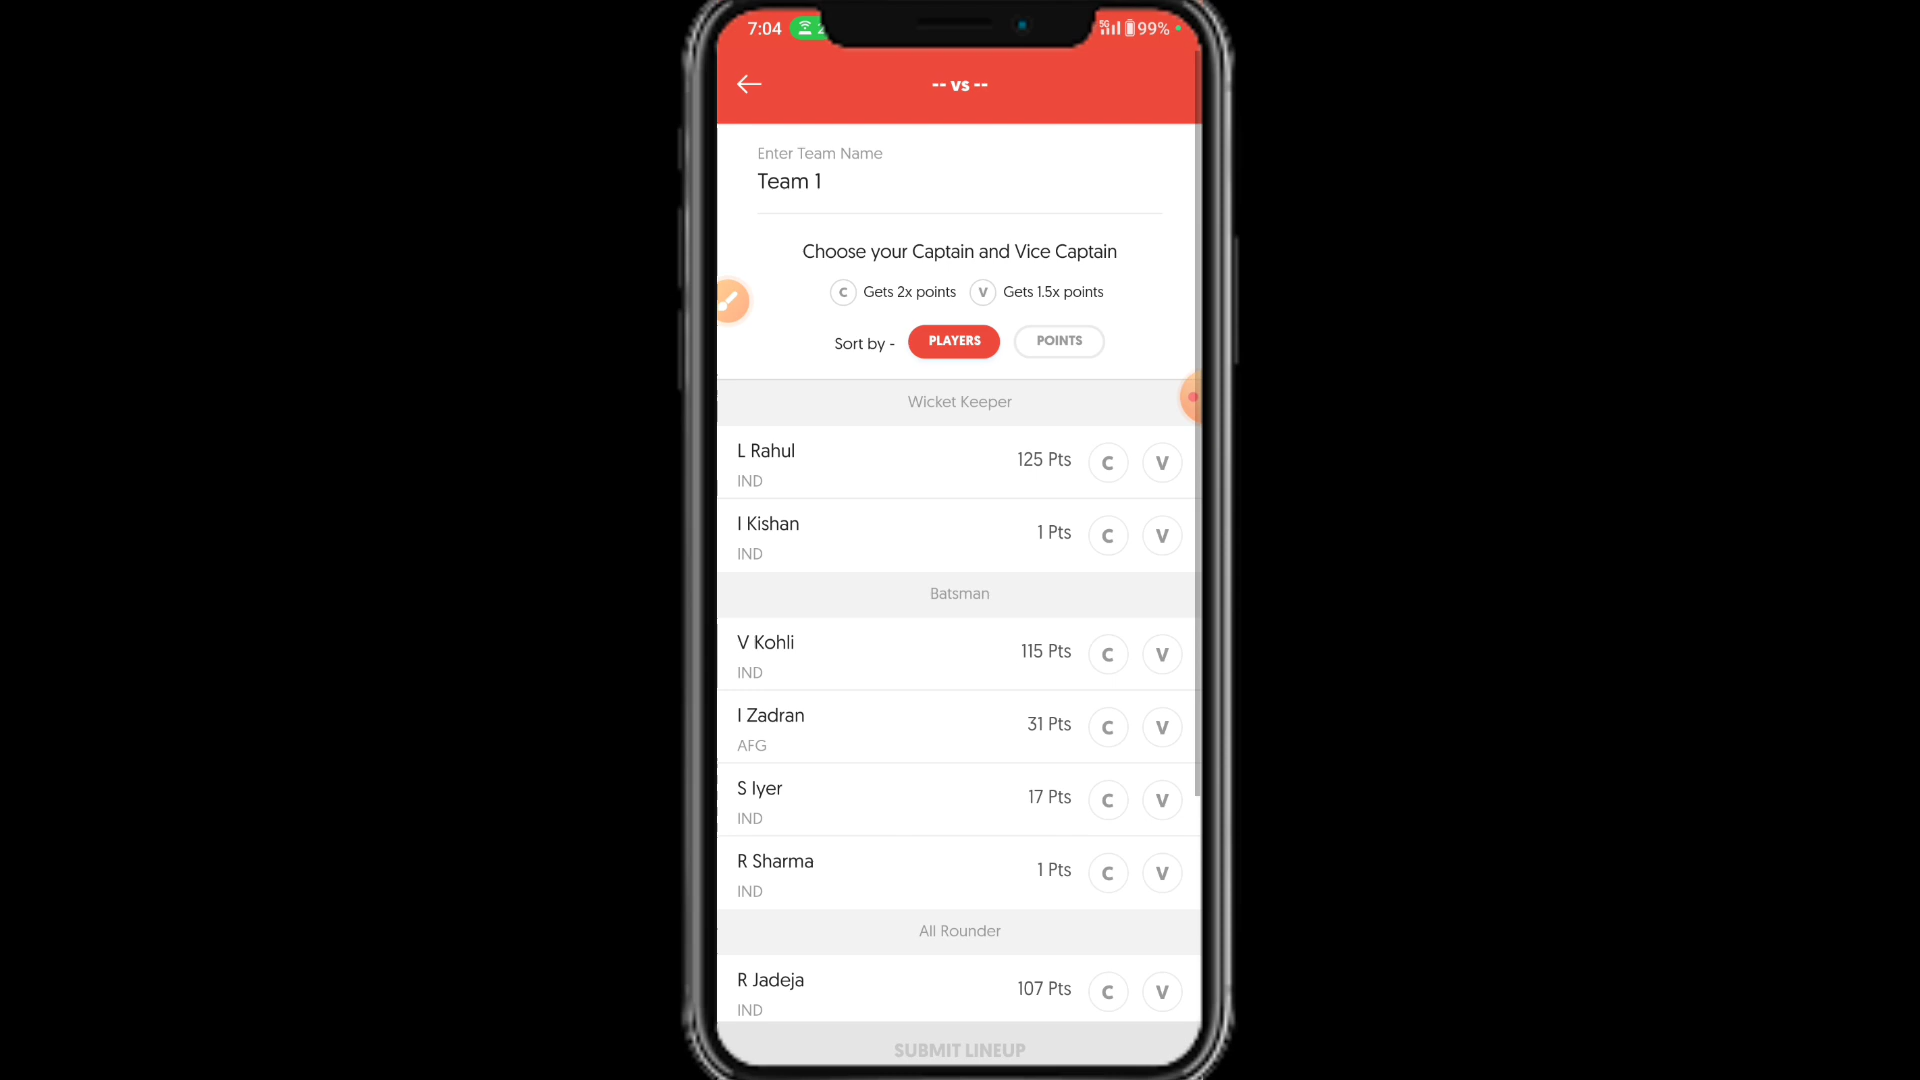 7:04 5G 99%
-- vs --
Enter Team Name
Team 1
Choose your Captain and Vice Captain
C Gets 2x points V Gets 1.5x points
Sort by - PLAYERS POINTS
Wicket Keeper
L Rahul
125 Pts C V
IND
I Kishan
1 Pts C V
IND
Batsman
V Kohli
115 Pts C V
IND
I Zadran
31 Pts C V
AFG
S Iyer
17 Pts C V
IND
R Sharma
1 Pts C V
IND
All Rounder
R Jadeja
107 Pts C V
IND
SUBMIT LINEUP